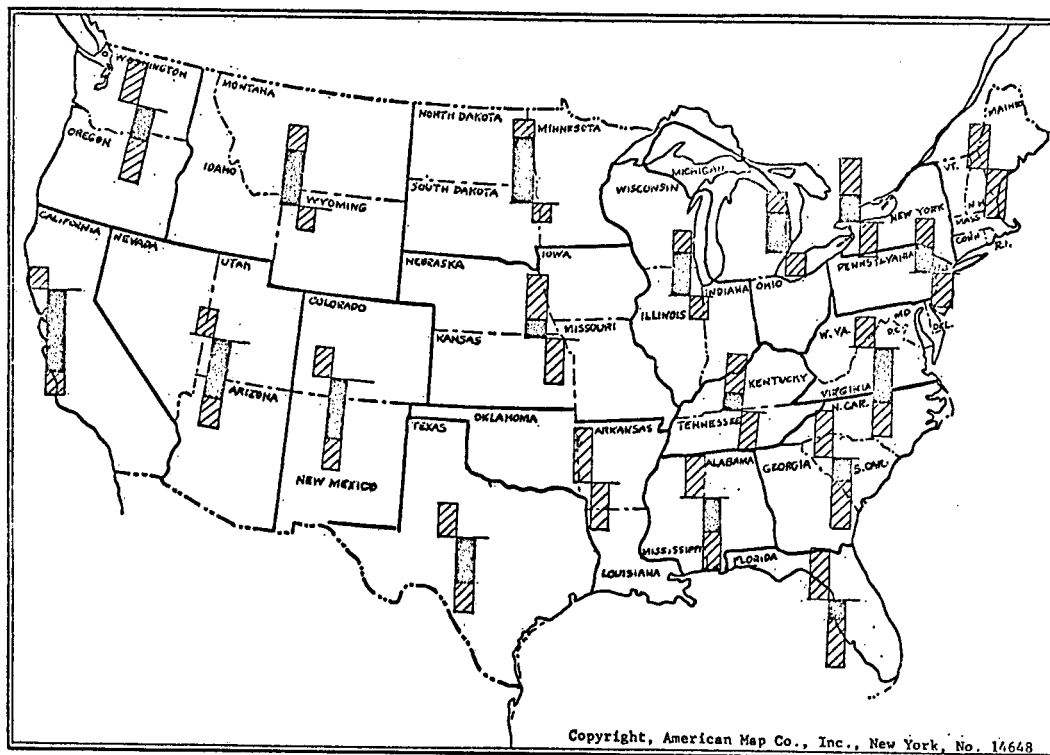 WASHINGTON
MONTANA
NORTH DAKOTA
MINNESOTA
MAINE
OREGON
IDAHO
WYOMING
SOUTH DAKOTA
WISCONSIN
MICHIGAN
VT.
N.H.
NEW YORK
MASS
CONN
R.I.
CALIFORNIA
NEVADA
UTAH
NEBRASKA
IOWA
PENNSYLVANIA
COLORADO
ILLINOIS
INDIANA
OHIO
KANSAS
MISSOURI
W. VA.
MD
D.C.
DEL.
ARIZONA
KENTUCKY
VIRGINIA
TEXAS
OKLAHOMA
ARKANSAS
TENNESSEE
N. CAR.
NEW MEXICO
ALABAMA
GEORGIA
S. CAR.
MISSISSIPPI
LOUISIANA
FLORIDA
Copyright, American Map Co., Inc., New York, No. 14648